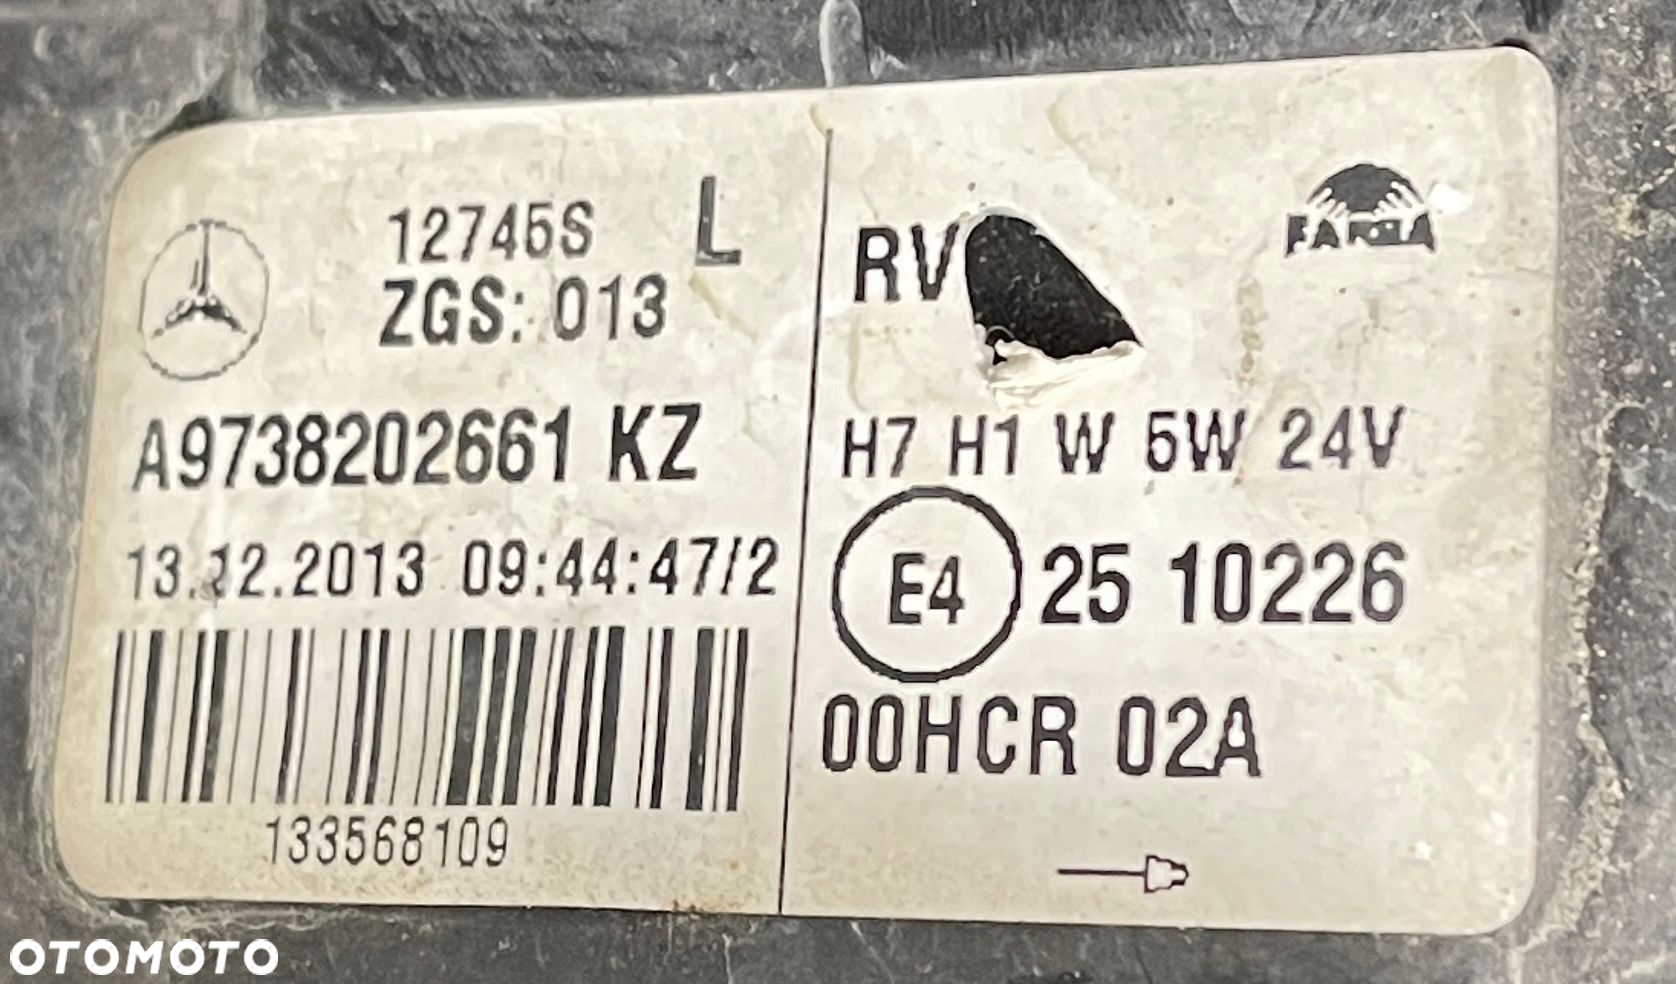 12745S L
ZGS: 013
A9738202661 KZ
13.12.2013 09:44:47/2
133568109
RV
H7 H1 W 5W 24V
E4 25 10226
00HCR 02A
OTOMOTO